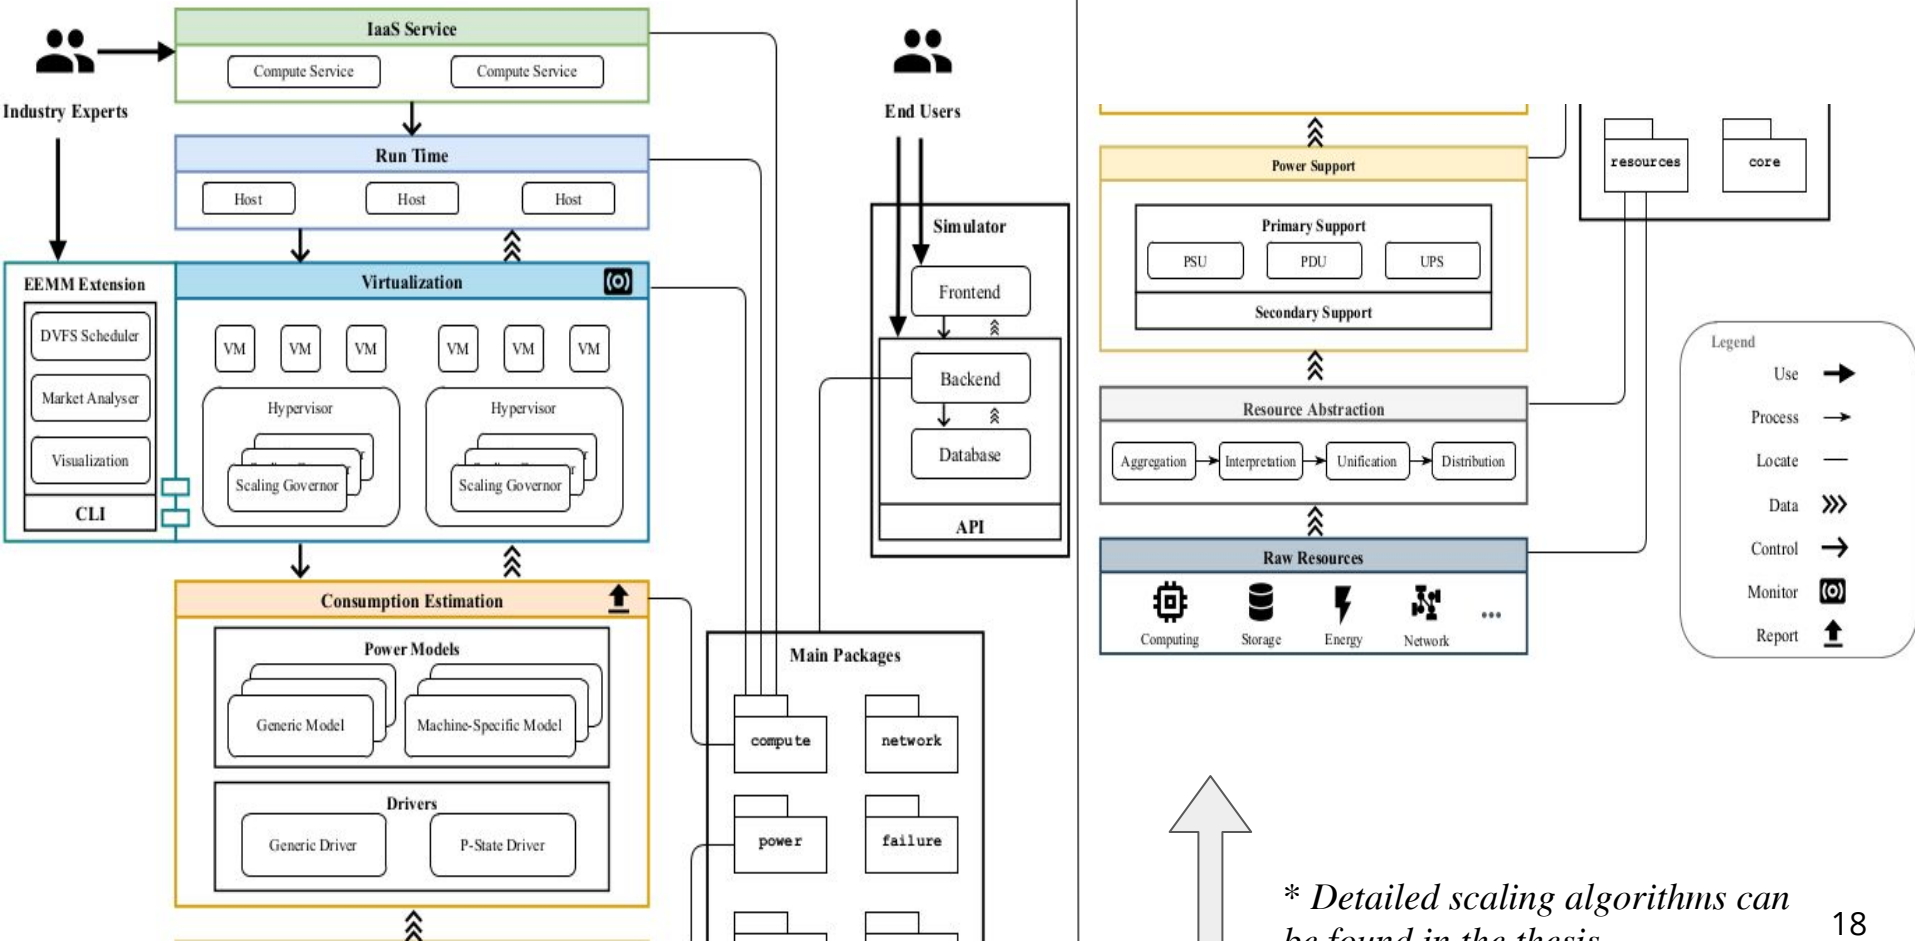 IaaS Service
Compute Service Compute Service
Industry Experts
Run Time
Host Host Host
EEMM Extension
DVFS Scheduler
Market Analyser
Visualization
CLI
Virtualization
VM VM VM VM VM VM
Hypervisor Hypervisor
Scaling Governor Scaling Governor
Consumption Estimation
Power Models
Generic Model Machine-Specific Model
Drivers
Generic Driver P-State Driver
End Users
Simulator
Frontend
Backend
Database
API
Main Packages
compute network
power failure
resources core
Power Support
Primary Support
PSU PDU UPS
Secondary Support
Resource Abstraction
Aggregation Interpretation Unification Distribution
Raw Resources
Computing Storage Energy Network ...
Legend
Use
Process
Locate
Data
Control
Monitor
Report
* Detailed scaling algorithms can
be found in the thesis
18